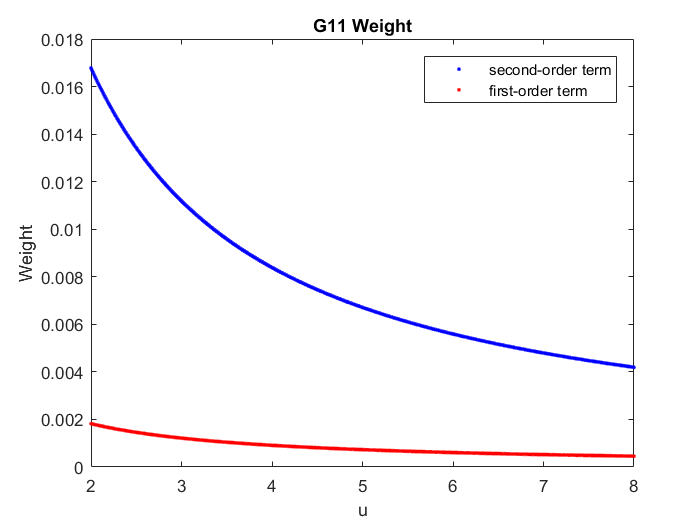 G11 Weight
0.018
0.016
0.014
0.012
0.01
0.008
0.006
0.004
0.002
0
Weight
second-order term
first-order term
2 3 4 5 6 7 8
u